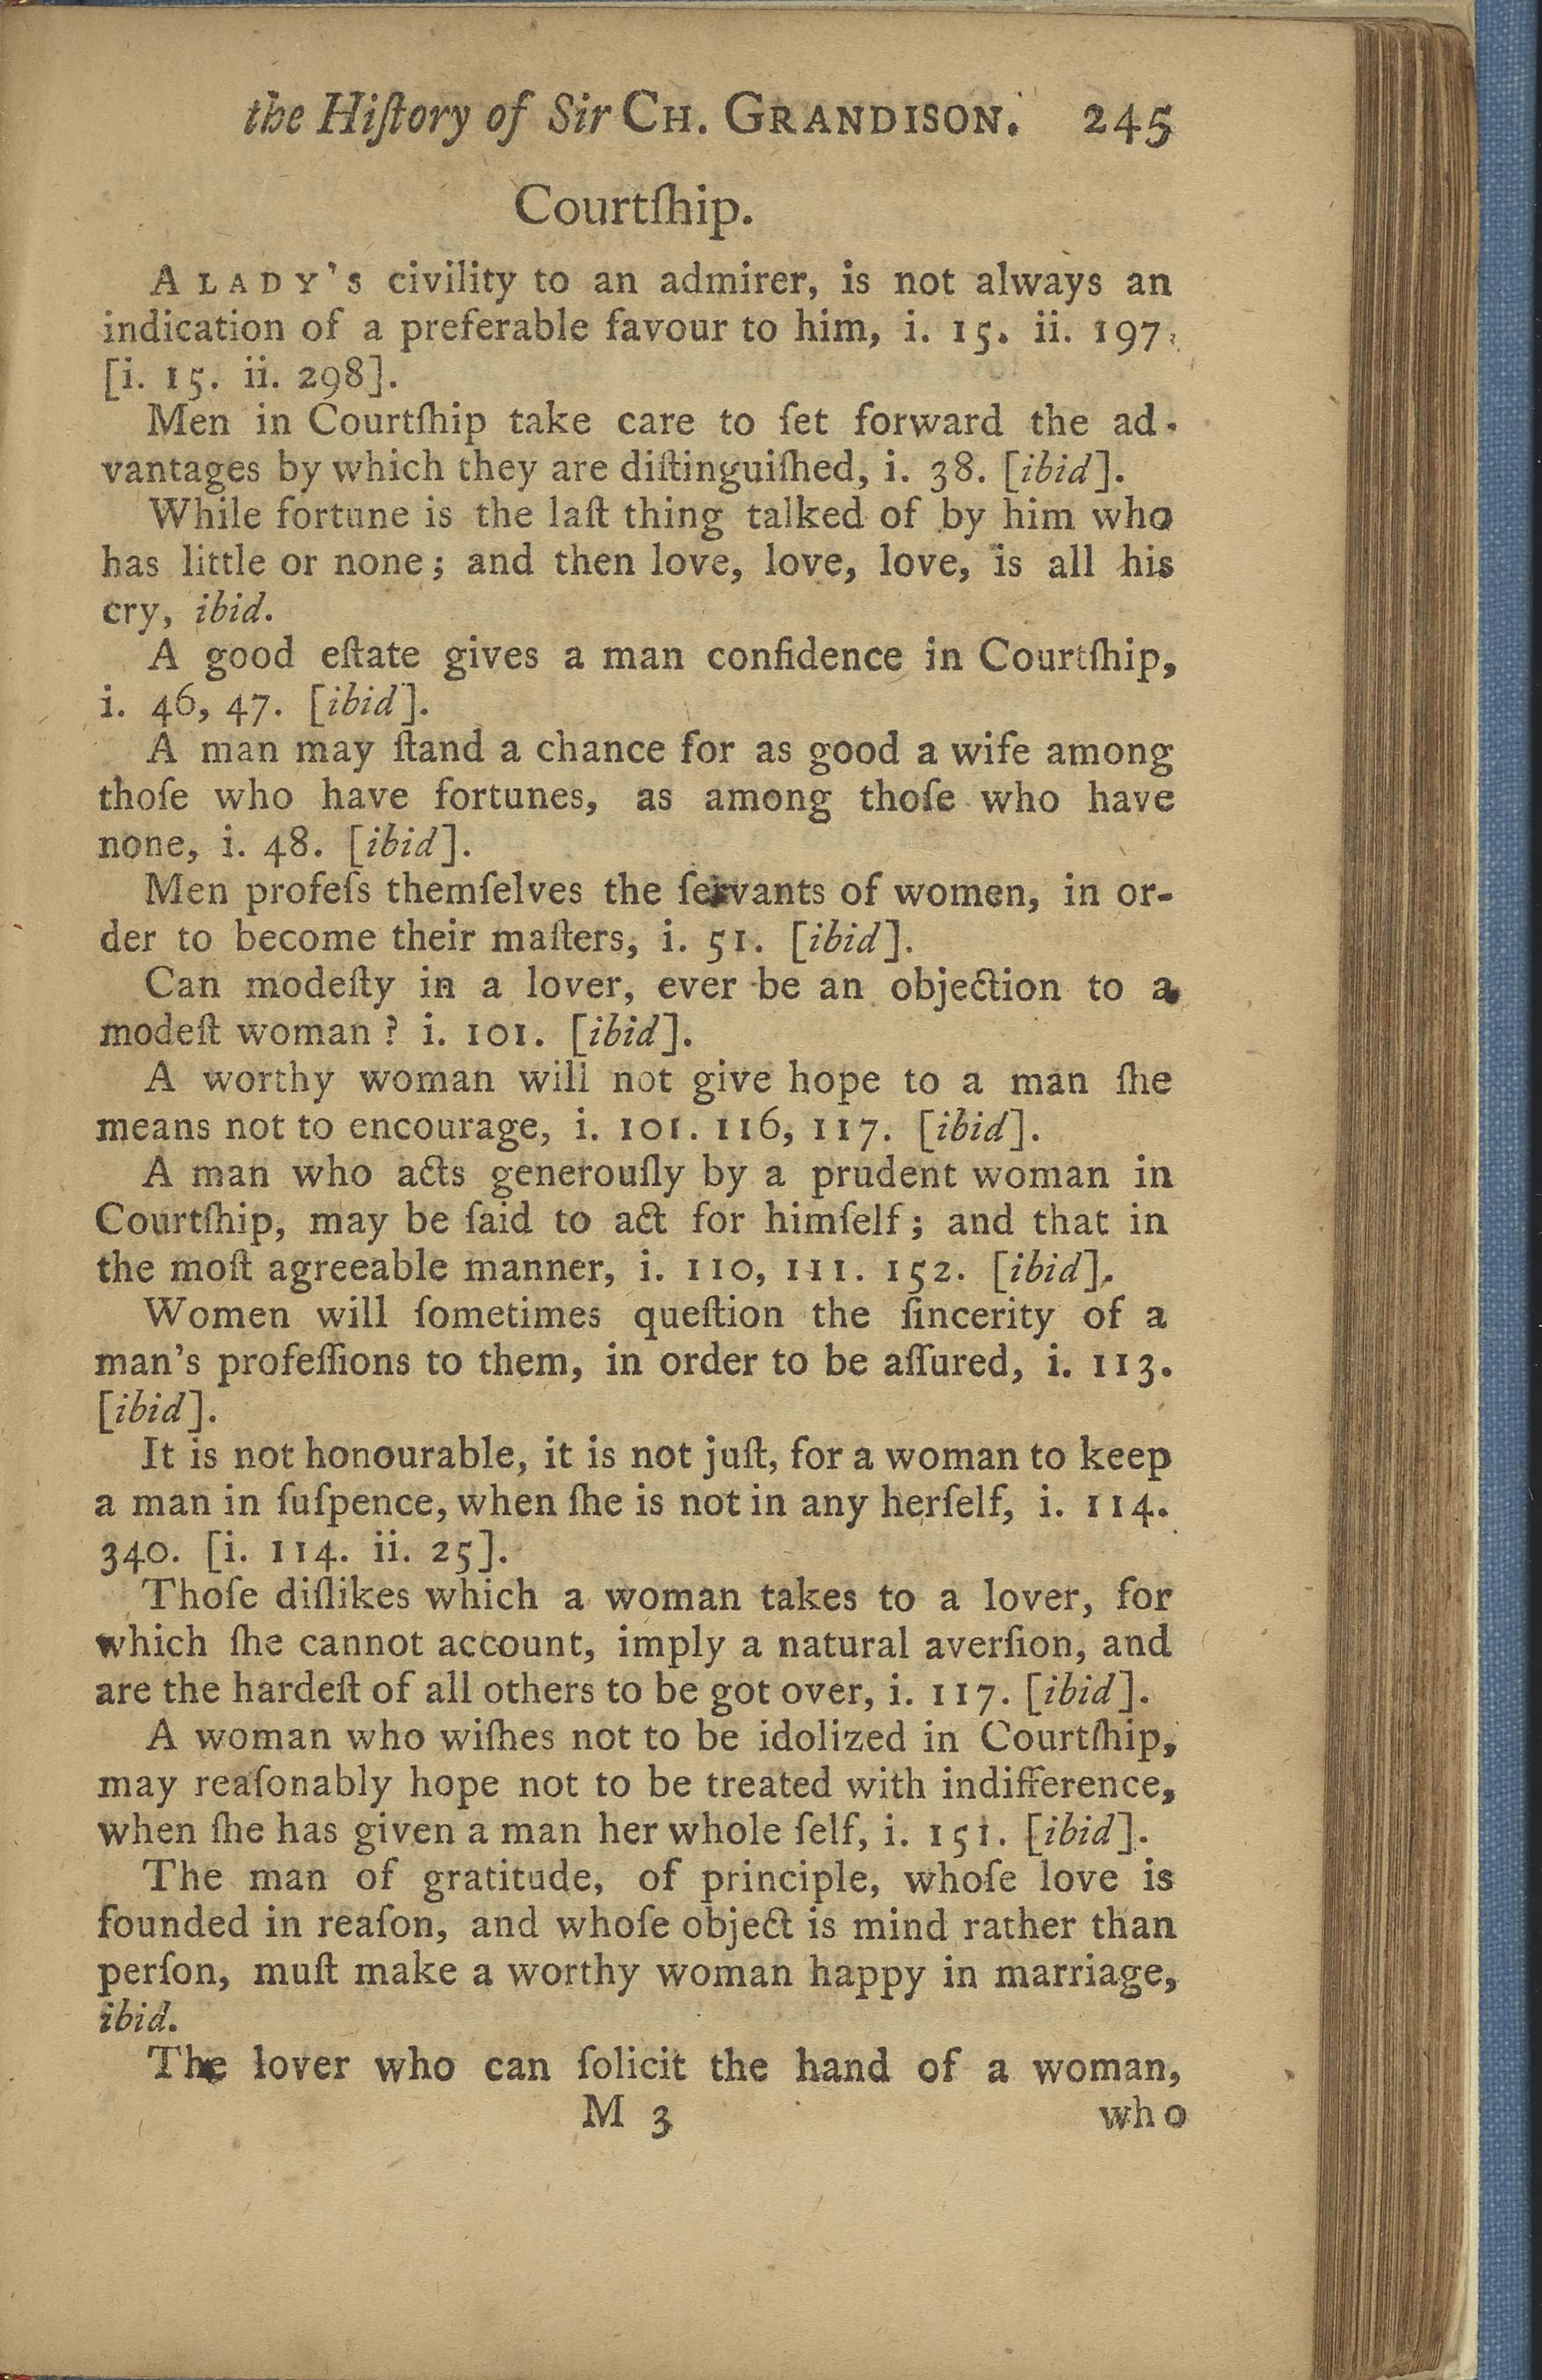 the Hiſtory of Sir CH. GRANDISON. 245
Courtſhip.
A LADY's civility to an admirer, is not always an
indication of a preferable favour to him, i. 15. ii. 197.
[i. 15. ii. 298].
Men in Courtſhip take care to ſet forward the ad-
vantages by which they are diſtinguiſhed, i. 38. [ibid].
While fortune is the laſt thing talked of by him who
has little or none; and then love, love, love, is all his
cry, ibid.
A good eſtate gives a man confidence in Courtſhip,
i. 46, 47. [ibid].
A man may ſtand a chance for as good a wife among
thoſe who have fortunes, as among thoſe who have
none, i. 48. [ibid].
Men profeſs themſelves the ſervants of women, in or-
der to become their maſters, i. 51. [ibid].
Can modeſty in a lover, ever be an objection to a
modeſt woman? i. 101. [ibid].
A worthy woman will not give hope to a man ſhe
means not to encourage, i. 101. 116, 117. [ibid].
A man who acts generouſly by a prudent woman in
Courtſhip, may be ſaid to act for himſelf; and that in
the moſt agreeable manner, i. 110, 111. 152. [ibid].
Women will ſometimes queſtion the ſincerity of a
man's profeſſions to them, in order to be aſſured, i. 113.
[ibid].
It is not honourable, it is not juſt, for a woman to keep
a man in ſuſpence, when ſhe is not in any herſelf, i. 114.
340. [i. 114. ii. 25].
Thoſe diſlikes which a woman takes to a lover, for
which ſhe cannot account, imply a natural averſion, and
are the hardeſt of all others to be got over, i. 117. [ibid].
A woman who wiſhes not to be idolized in Courtſhip,
may reaſonably hope not to be treated with indifference,
when ſhe has given a man her whole ſelf, i. 151. [ibid].
The man of gratitude, of principle, whoſe love is
founded in reaſon, and whoſe object is mind rather than
perſon, muſt make a worthy woman happy in marriage,
ibid.
The lover who can ſolicit the hand of a woman,
M 3 who